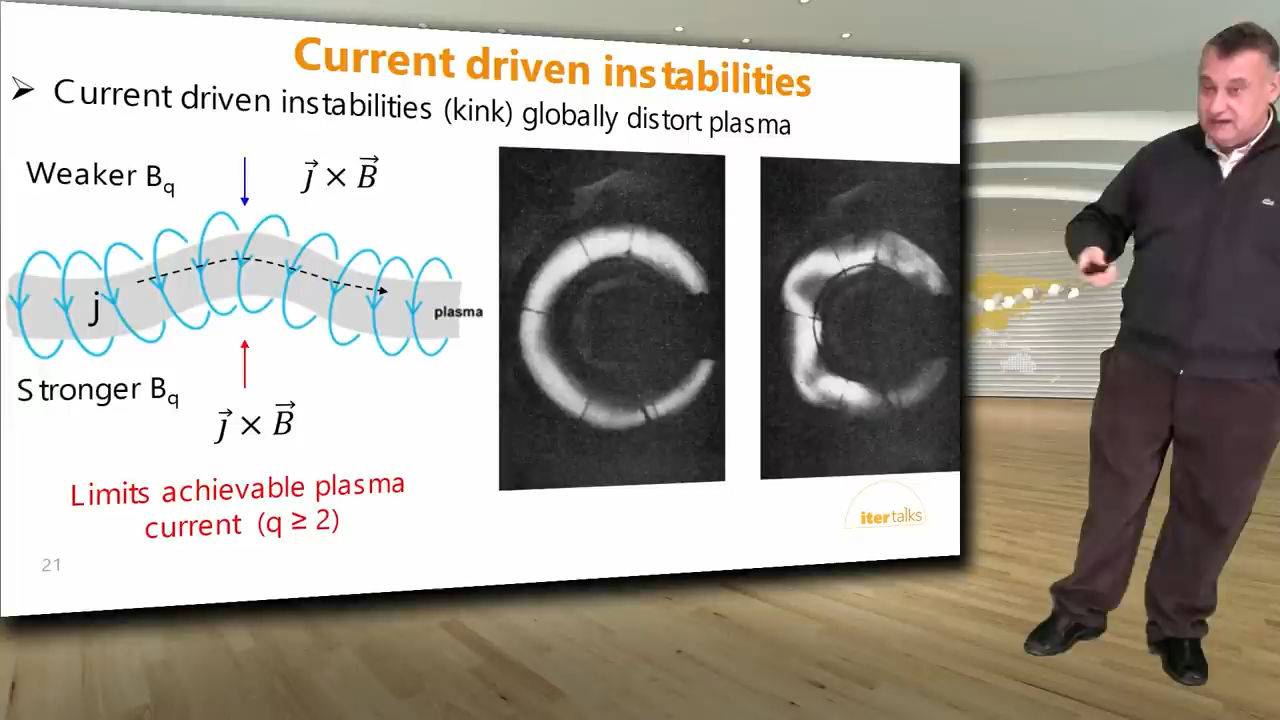 Current driven instabilities
➢ Current driven instabilities (kink) globally distort plasma
Weaker Bq
j⃗ × B⃗
j
plasma
Stronger Bq
j⃗ × B⃗
Limits achievable plasma
current (q ≥ 2)
iter talks
21